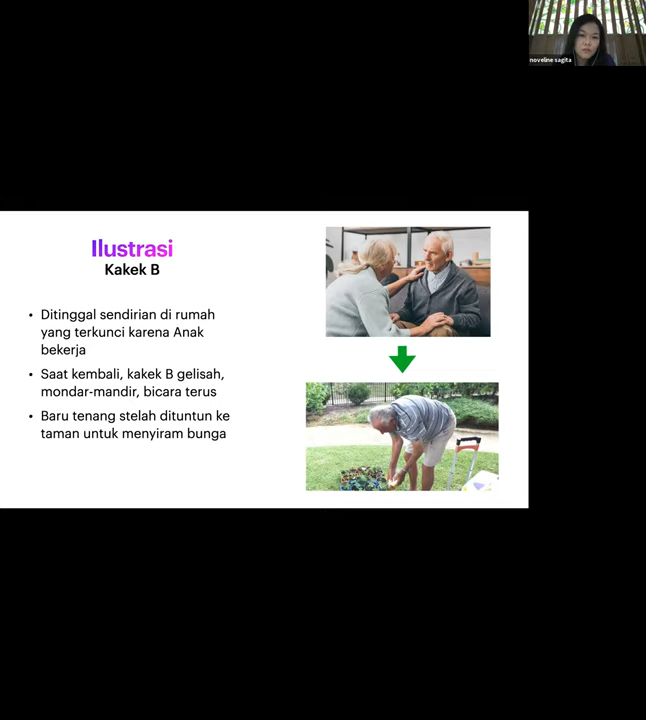 noveline sagita
Ilustrasi
Kakek B
• Ditinggal sendirian di rumah
yang terkunci karena Anak
bekerja
• Saat kembali, kakek B gelisah,
mondar-mandir, bicara terus
• Baru tenang stelah dituntun ke
taman untuk menyiram bunga